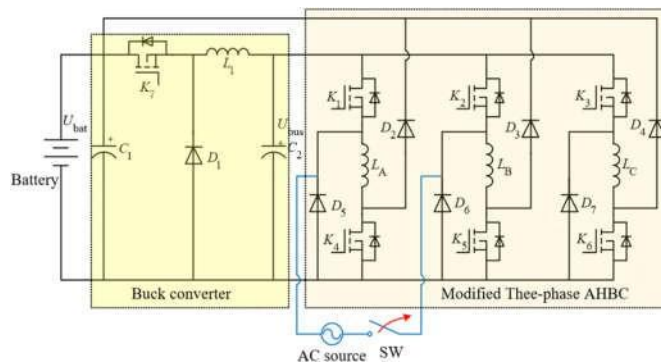 K7
L1
K1
K2
K3
Ubat
Ubus
D2
D3
D4
C1
D1
C2
LA
LB
LC
Battery
D5
D6
D7
K4
K5
K6
Buck converter
Modified Thee-phase AHBC
AC source
SW